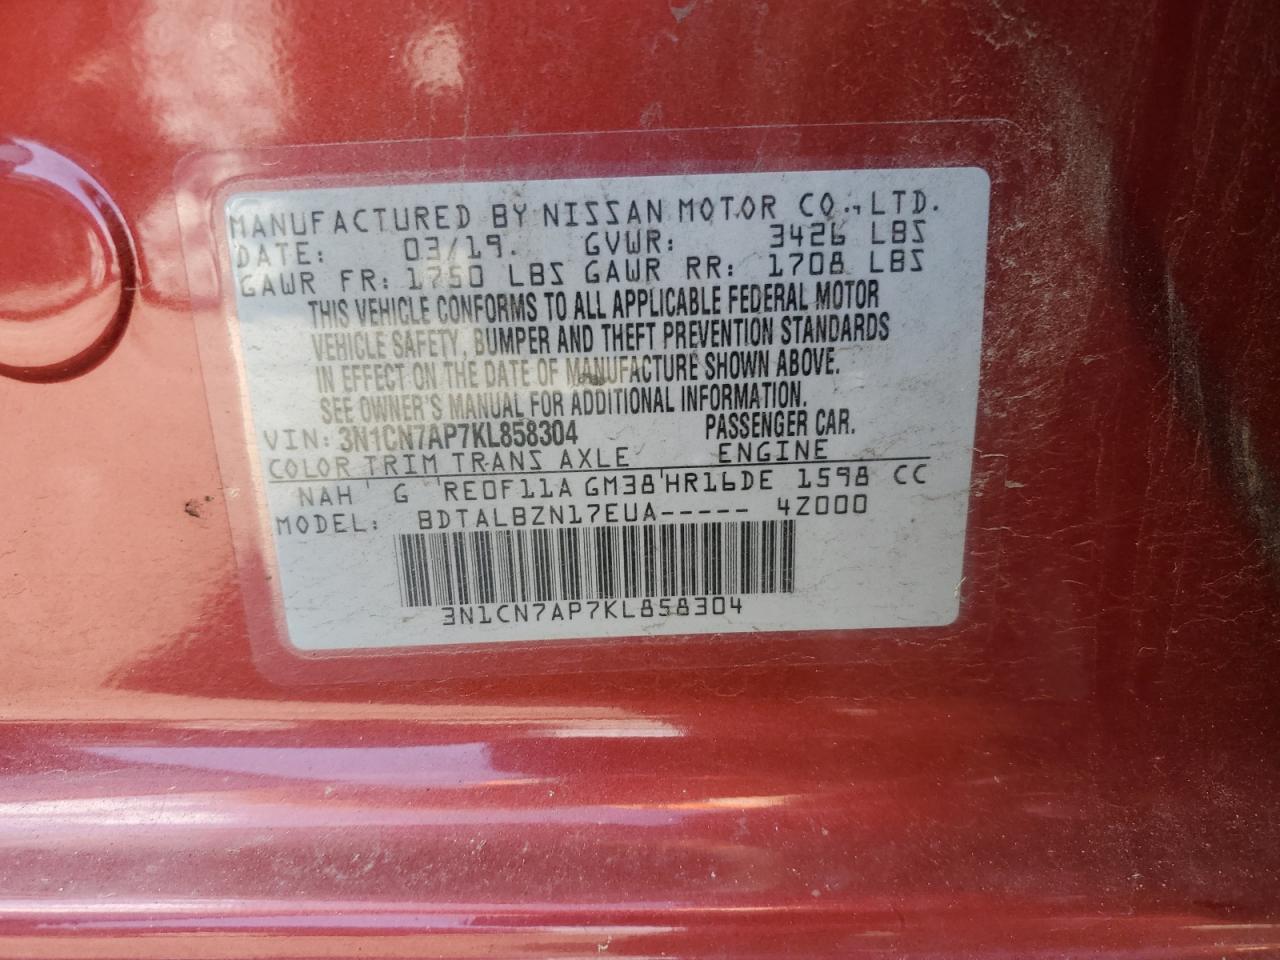 MANUFACTURED BY NISSAN MOTOR CO., LTD.
DATE: 03/19. GVWR: 3426 LBS
GAWR FR: 1750 LBS GAWR RR: 1708 LBS
THIS VEHICLE CONFORMS TO ALL APPLICABLE FEDERAL MOTOR
VEHICLE SAFETY, BUMPER AND THEFT PREVENTION STANDARDS
IN EFFECT ON THE DATE OF MANUFACTURE SHOWN ABOVE.
SEE OWNER'S MANUAL FOR ADDITIONAL INFORMATION.
VIN: 3N1CN7AP7KL858304 PASSENGER CAR.
COLOR TRIM TRANS AXLE ENGINE
NAH G RE0F11A GM38 HR16DE 1598 CC
MODEL: BDTALBZN17EUA----- 4Z000
3N1CN7AP7KL858304